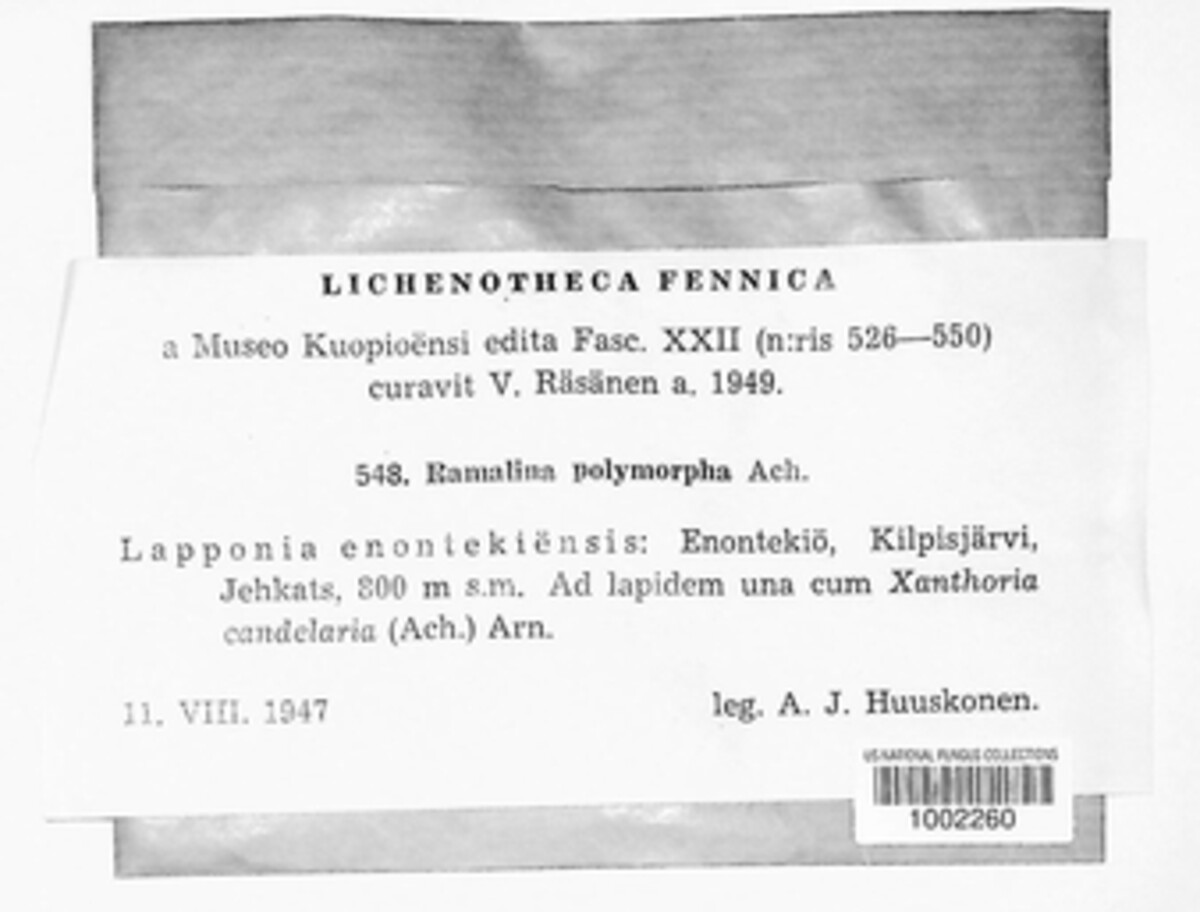 LICHENOTHECA FENNICA
a Museo Kuopioënsi edita Fasc. XXII (n:ris 526—550)
curavit V. Räsänen a. 1949.
548. Ramalina polymorpha Ach.
Lapponia enontekiënsis: Enontekiö, Kilpisjärvi,
Jehkats, 800 m s.m. Ad lapidem una cum Xanthoria
candelaria (Ach.) Arn.
11. VIII. 1947
leg. A. J. Huuskonen.
US NATIONAL FUNGUS COLLECTIONS
1002260